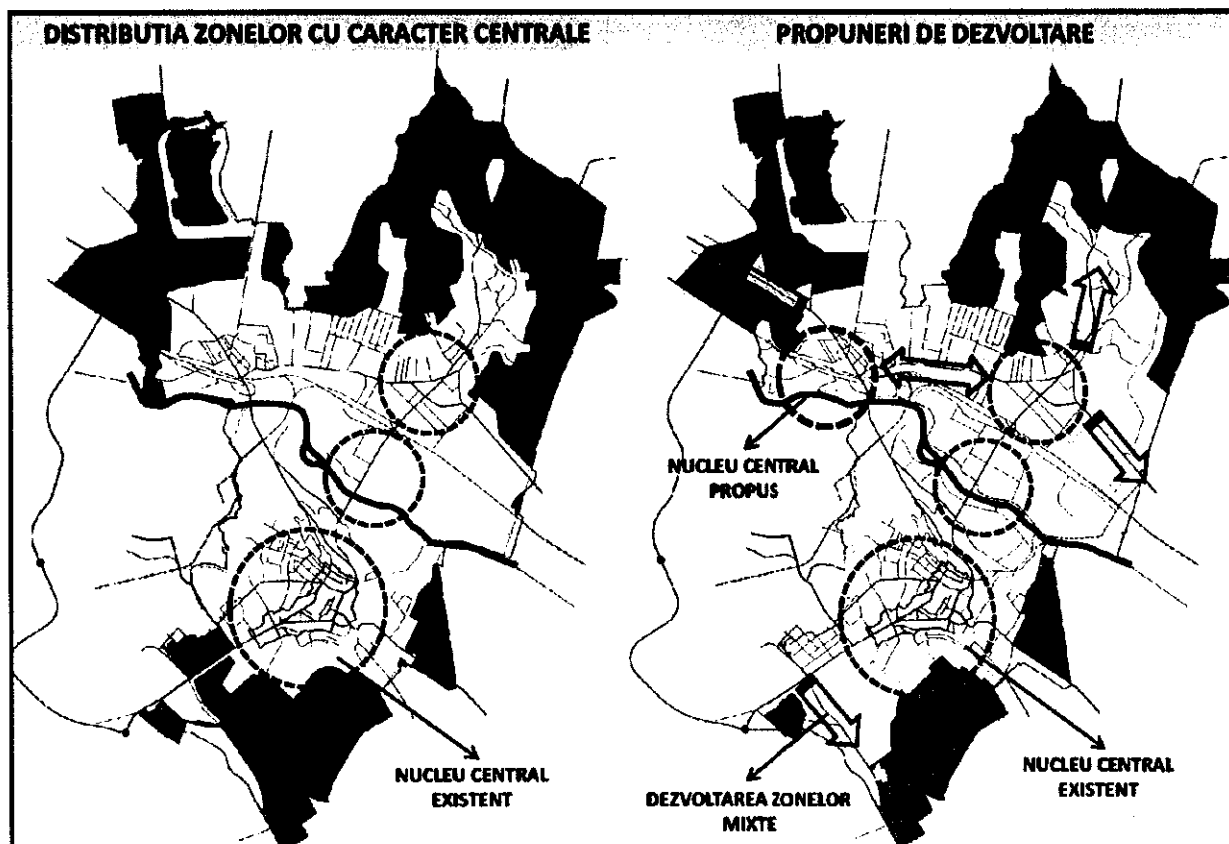 DISTRIBUTIA ZONELOR CU CARACTER CENTRALE
PROPUNERI DE DEZVOLTARE
NUCLEU CENTRAL
EXISTENT
NUCLEU CENTRAL
PROPUS
DEZVOLTAREA ZONELOR
MIXTE
NUCLEU CENTRAL
EXISTENT